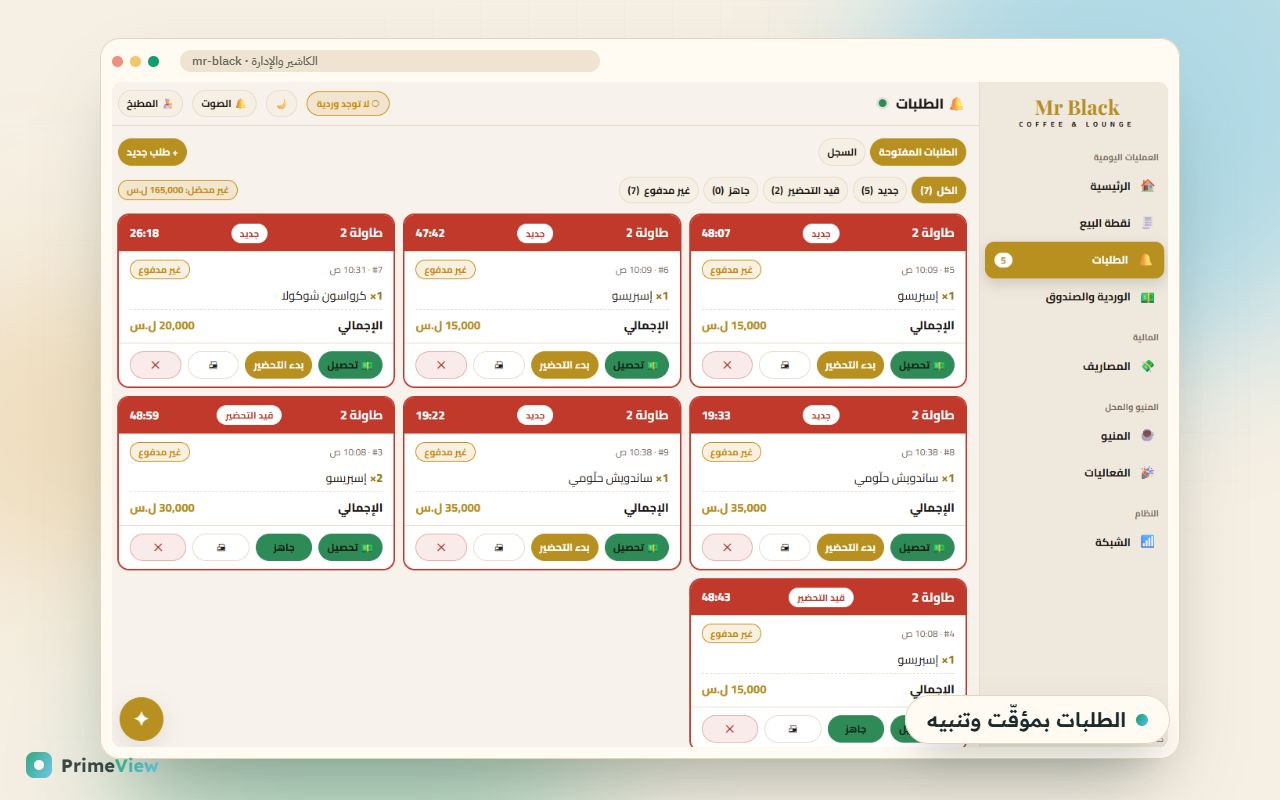 mr-black • الكاشير والإدارة
Mr Black
COFFEE & LOUNGE
العمليات اليومية
الرئيسية
نقطة البيع
الطلبات 5
الوردية والصندوق
المالية
المصاريف
المنيو والمحل
المنيو
الفعاليات
النظام
الشبكة
الطلبات
لا توجد وردية
الصوت
المطبخ
الطلبات المفتوحة السجل
+ طلب جديد
الكل (7) جديد (5) قيد التحضير (2) جاهز (0) غير مدفوع (7)
غير محصّل: 165,000 ل.س
طاولة 2 جديد 48:07
#5 · 10:09 ص غير مدفوع
1× إسبريسو
الإجمالي 15,000 ل.س
تحصيل بدء التحضير
طاولة 2 جديد 47:42
#6 · 10:09 ص غير مدفوع
1× إسبريسو
الإجمالي 15,000 ل.س
تحصيل بدء التحضير
طاولة 2 جديد 26:18
#7 · 10:31 ص غير مدفوع
1× كرواسون شوكولا
الإجمالي 20,000 ل.س
تحصيل بدء التحضير
طاولة 2 جديد 19:33
#8 · 10:38 ص غير مدفوع
1× ساندويش حلّومي
الإجمالي 35,000 ل.س
تحصيل بدء التحضير
طاولة 2 جديد 19:22
#9 · 10:38 ص غير مدفوع
1× ساندويش حلّومي
الإجمالي 35,000 ل.س
تحصيل بدء التحضير
طاولة 2 قيد التحضير 48:59
#3 · 10:08 ص غير مدفوع
2× إسبريسو
الإجمالي 30,000 ل.س
تحصيل جاهز
طاولة 2 قيد التحضير 48:43
#4 · 10:08 ص غير مدفوع
1× إسبريسو
الإجمالي 15,000 ل.س
جاهز
الطلبات بمؤقّت وتنبيه
PrimeView